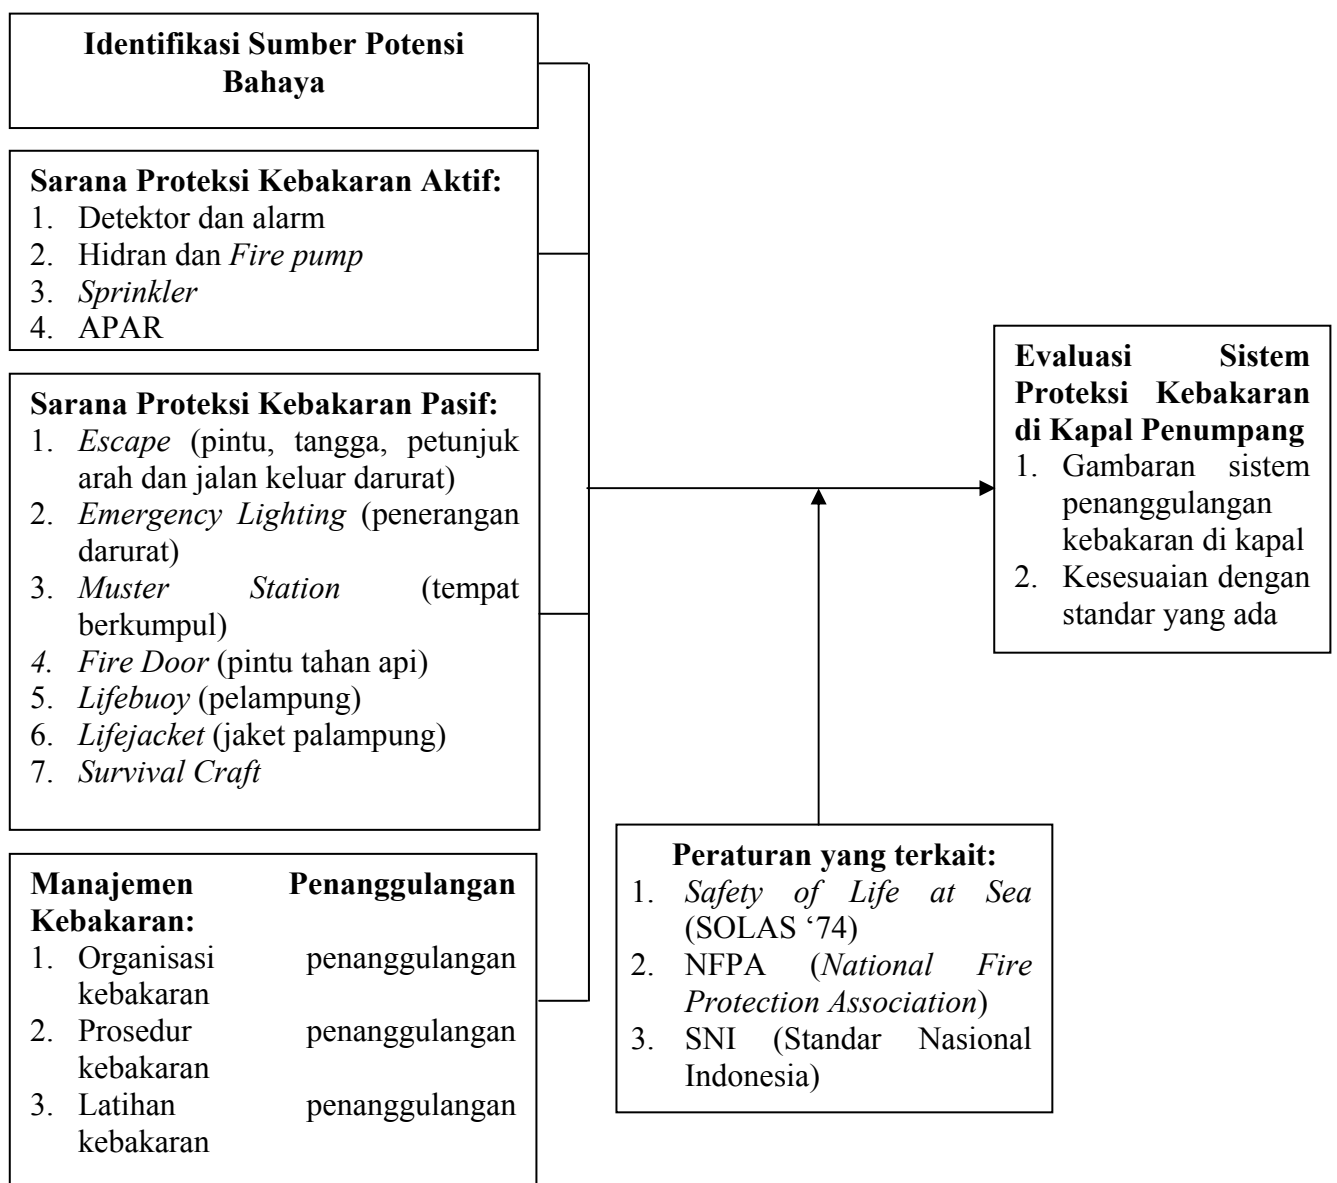 Identifikasi Sumber Potensi
Bahaya
Sarana Proteksi Kebakaran Aktif:
1. Detektor dan alarm
2. Hidran dan Fire pump
3. Sprinkler
4. APAR
Sarana Proteksi Kebakaran Pasif:
1. Escape (pintu, tangga, petunjuk
arah dan jalan keluar darurat)
2. Emergency Lighting (penerangan
darurat)
3. Muster Station (tempat
berkumpul)
4. Fire Door (pintu tahan api)
5. Lifebuoy (pelampung)
6. Lifejacket (jaket palampung)
7. Survival Craft
Manajemen Penanggulangan
Kebakaran:
1. Organisasi penanggulangan
kebakaran
2. Prosedur penanggulangan
kebakaran
3. Latihan penanggulangan
kebakaran
Peraturan yang terkait:
1. Safety of Life at Sea
(SOLAS ‘74)
2. NFPA (National Fire
Protection Association)
3. SNI (Standar Nasional
Indonesia)
Evaluasi Sistem
Proteksi Kebakaran
di Kapal Penumpang
1. Gambaran sistem
penanggulangan
kebakaran di kapal
2. Kesesuaian dengan
standar yang ada